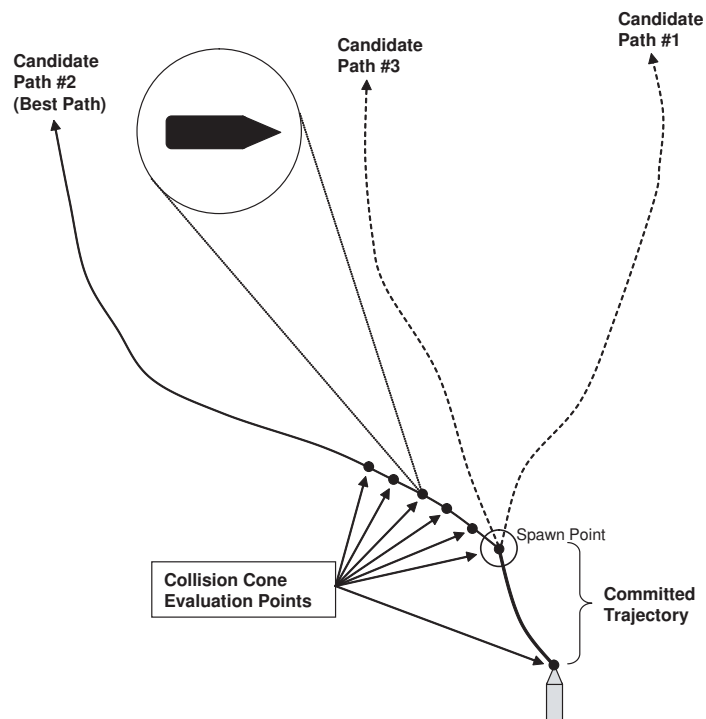 Candidate
Path #2
(Best Path)
Candidate
Path #3
Candidate
Path #1
Spawn Point
Collision Cone
Evaluation Points
Committed
Trajectory